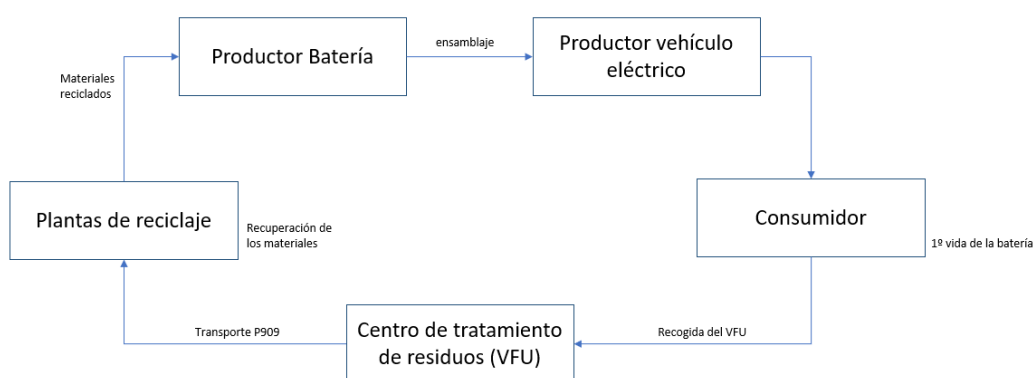 Productor Batería
ensamblaje
Productor vehículo
eléctrico
Materiales
reciclados
Plantas de reciclaje
Recuperación de
los materiales
Consumidor
1º vida de la batería
Centro de tratamiento
de residuos (VFU)
Transporte P909
Recogida del VFU